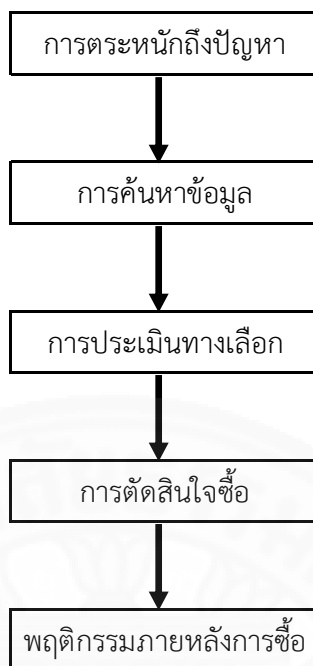 การตระหนักถึงปัญหา
การค้นหาข้อมูล
การประเมินทางเลือก
การตัดสินใจซื้อ
พฤติกรรมภายหลังการซื้อ